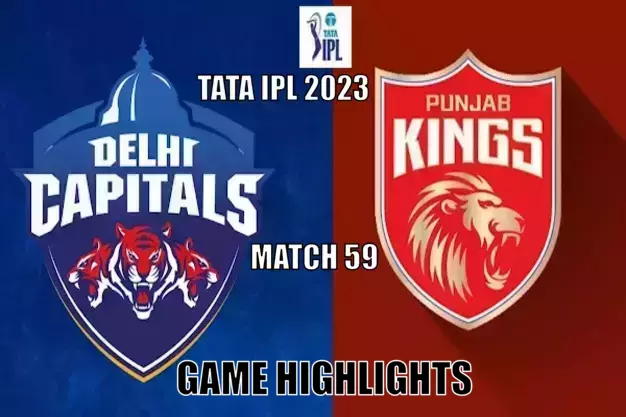 TATA
IPL
TATA IPL 2023
DELHI
CAPITALS
PUNJAB
KINGS
MATCH 59
GAME HIGHLIGHTS